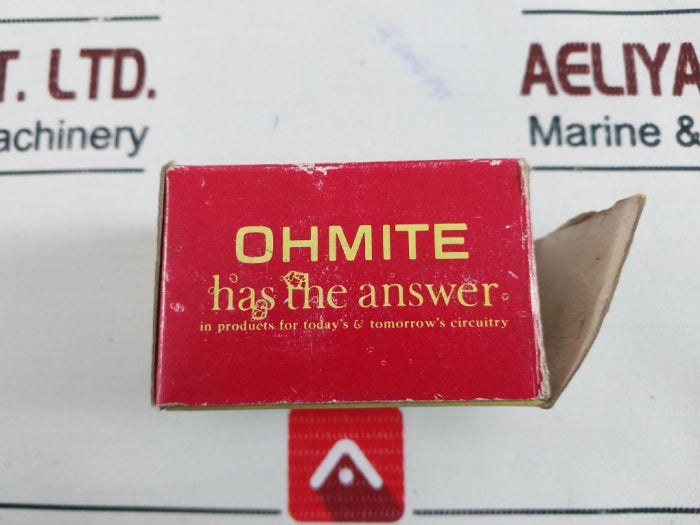 T. LTD.
AELIYA
achinery
Marine &
OHMITE
has the answer
in products for today's & tomorrow's circuitry